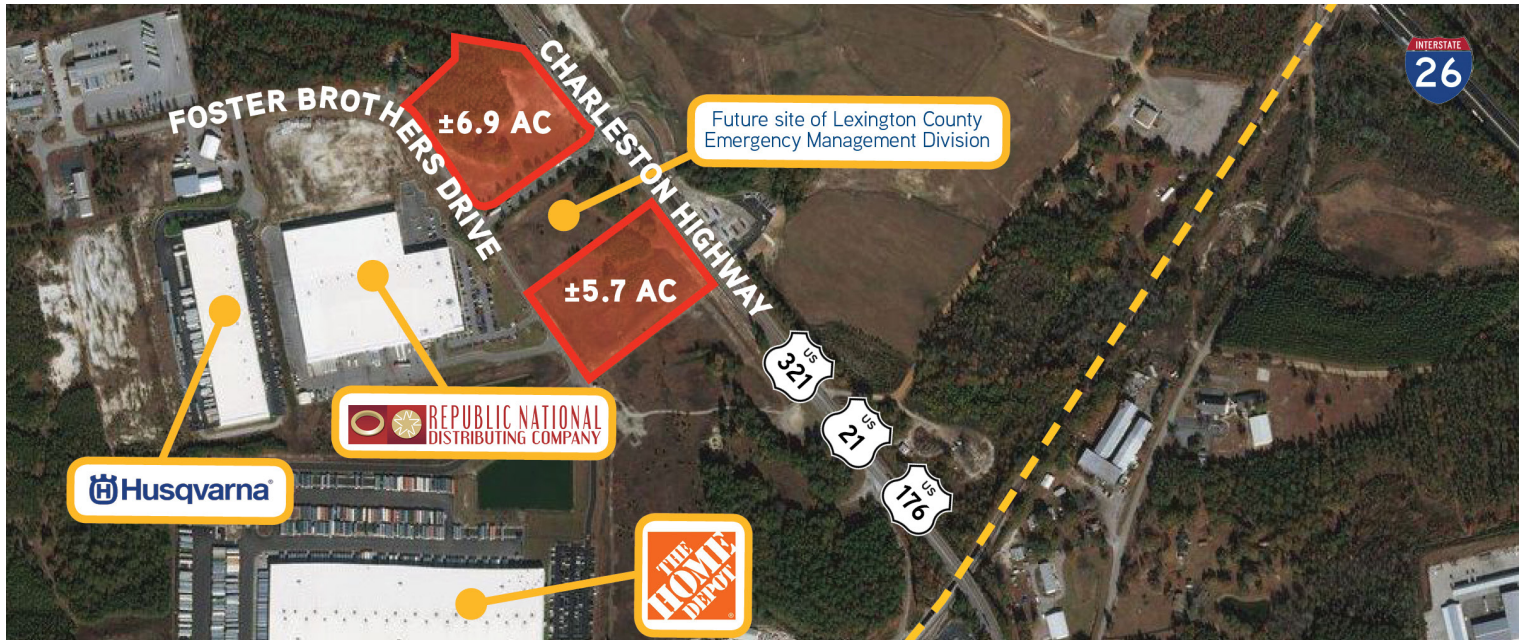 INTERSTATE
26
CHARLESTON HIGHWAY
FOSTER BROTHERS DRIVE
±6.9 AC
Future site of Lexington County
Emergency Management Division
±5.7 AC
US
321
US
21
US
176
REPUBLIC NATIONAL
DISTRIBUTING COMPANY
Husqvarna®
THE
HOME
DEPOT